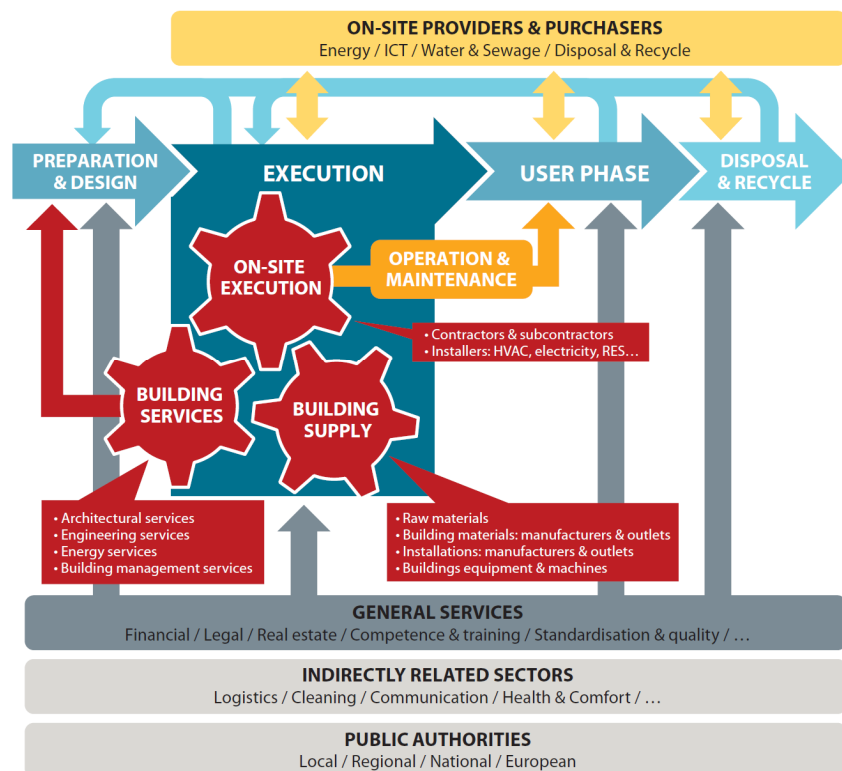 ON-SITE PROVIDERS & PURCHASERS
Energy / ICT / Water & Sewage / Disposal & Recycle
PREPARATION
& DESIGN
EXECUTION
USER PHASE
DISPOSAL
& RECYCLE
ON-SITE
EXECUTION
OPERATION &
MAINTENANCE
• Contractors & subcontractors
• Installers: HVAC, electricity, RES…
BUILDING
SERVICES
BUILDING
SUPPLY
• Architectural services
• Engineering services
• Energy services
• Building management services
• Raw materials
• Building materials: manufacturers & outlets
• Installations: manufacturers & outlets
• Buildings equipment & machines
GENERAL SERVICES
Financial / Legal / Real estate / Competence & training / Standardisation & quality / …
INDIRECTLY RELATED SECTORS
Logistics / Cleaning / Communication / Health & Comfort / …
PUBLIC AUTHORITIES
Local / Regional / National / European